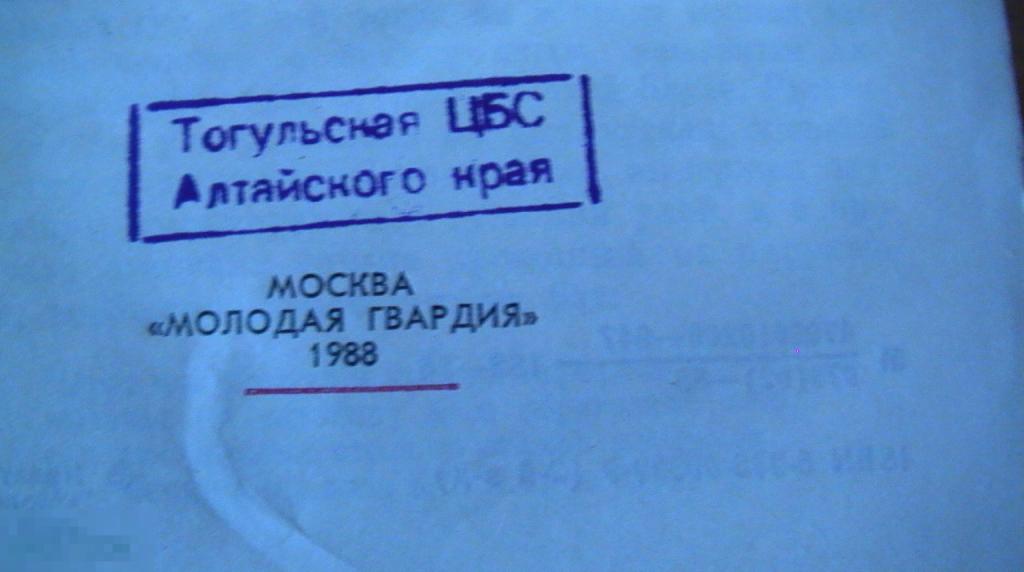 Тогульская ЦБС
Алтайского края
МОСКВА
«МОЛОДАЯ ГВАРДИЯ»
1988